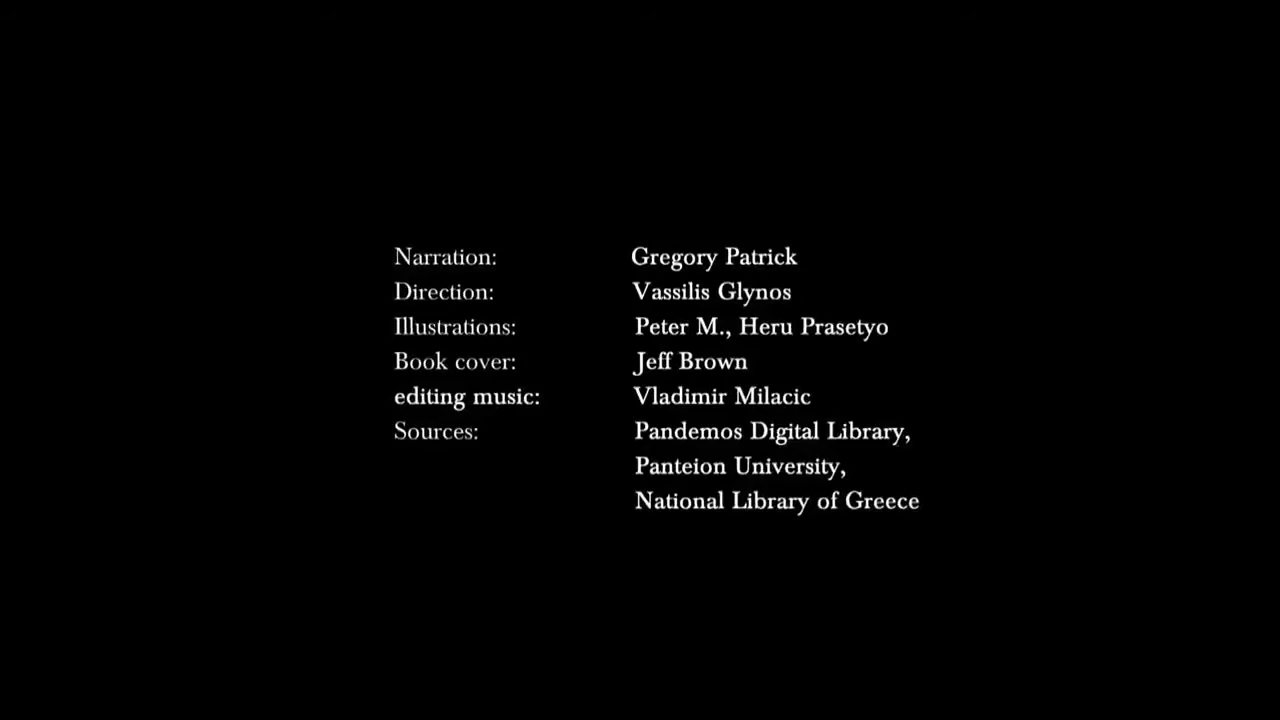 Narration: Gregory Patrick
Direction: Vassilis Glynos
Illustrations: Peter M., Heru Prasetyo
Book cover: Jeff Brown
editing music: Vladimir Milacic
Sources: Pandemos Digital Library,
Panteion University,
National Library of Greece